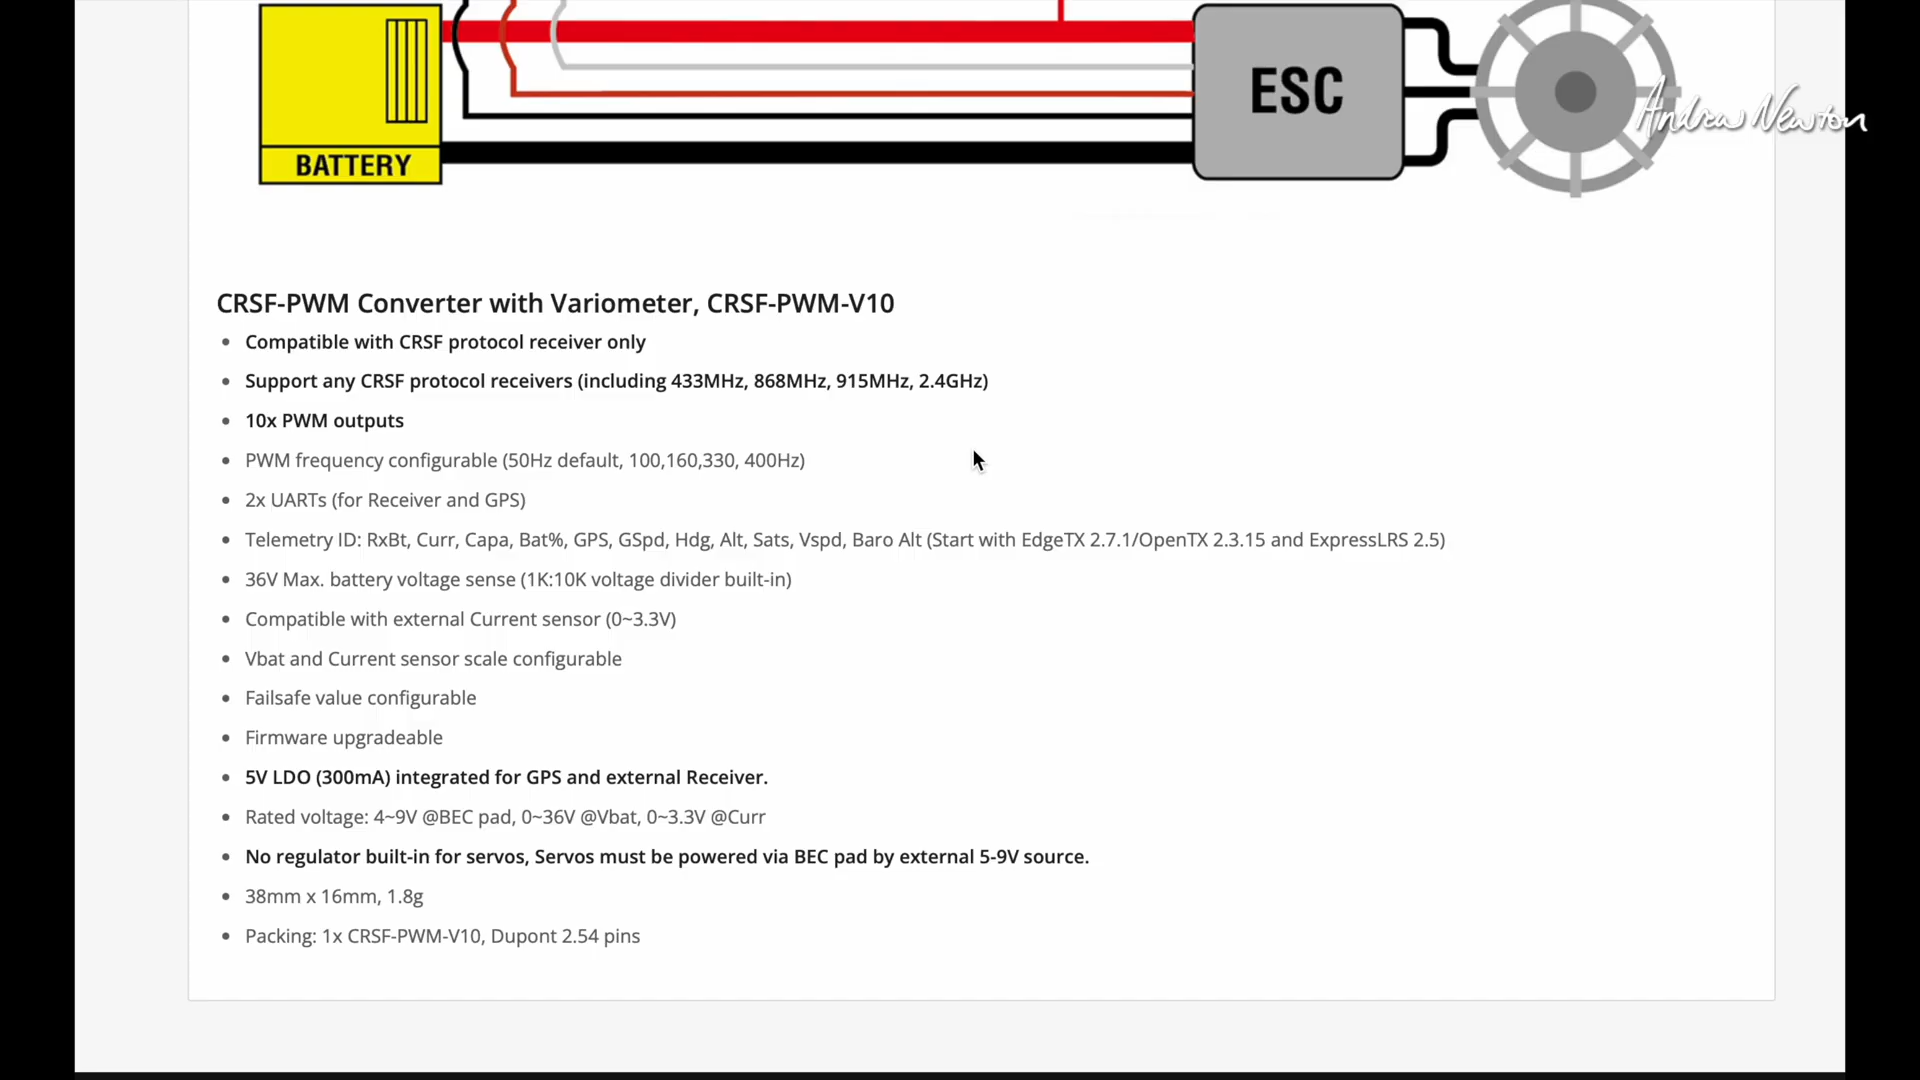 ESC
Andrew Newton
BATTERY
CRSF-PWM Converter with Variometer, CRSF-PWM-V10
Compatible with CRSF protocol receiver only
Support any CRSF protocol receivers (including 433MHz, 868MHz, 915MHz, 2.4GHz)
10x PWM outputs
PWM frequency configurable (50Hz default, 100,160,330, 400Hz)
2x UARTs (for Receiver and GPS)
Telemetry ID: RxBt, Curr, Capa, Bat%, GPS, GSpd, Hdg, Alt, Sats, Vspd, Baro Alt (Start with EdgeTX 2.7.1/OpenTX 2.3.15 and ExpressLRS 2.5)
36V Max. battery voltage sense (1K:10K voltage divider built-in)
Compatible with external Current sensor (0~3.3V)
Vbat and Current sensor scale configurable
Failsafe value configurable
Firmware upgradeable
5V LDO (300mA) integrated for GPS and external Receiver.
Rated voltage: 4~9V @BEC pad, 0~36V @Vbat, 0~3.3V @Curr
No regulator built-in for servos, Servos must be powered via BEC pad by external 5-9V source.
38mm x 16mm, 1.8g
Packing: 1x CRSF-PWM-V10, Dupont 2.54 pins